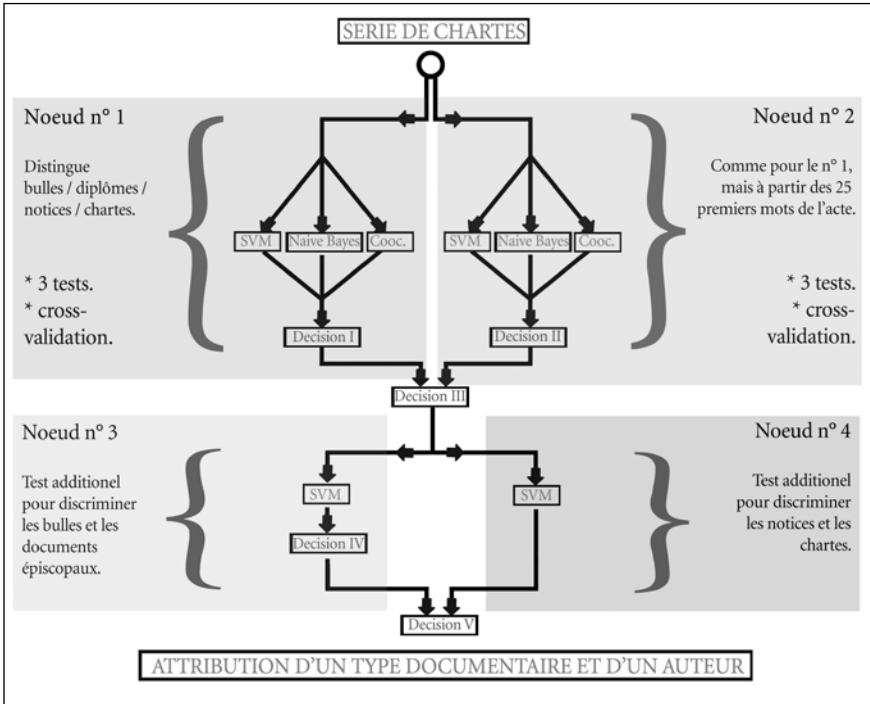 SERIE DE CHARTES
Noeud n° 1
Distingue
bulles / diplômes /
notices / chartes.
* 3 tests.
* cross-
validation.
SVM
Naive Bayes
Cooc.
Decision I
Noeud n° 2
Comme pour le n° 1,
mais à partir des 25
premiers mots de l'acte.
* 3 tests.
* cross-
validation.
SVM
Naive Bayes
Cooc.
Decision II
Decision III
Noeud n° 3
Test additionel
pour discriminer
les bulles et les
documents
épiscopaux.
SVM
Decision IV
Noeud n° 4
Test additionel
pour discriminer
les notices et les
chartes.
SVM
Decision V
ATTRIBUTION D'UN TYPE DOCUMENTAIRE ET D'UN AUTEUR